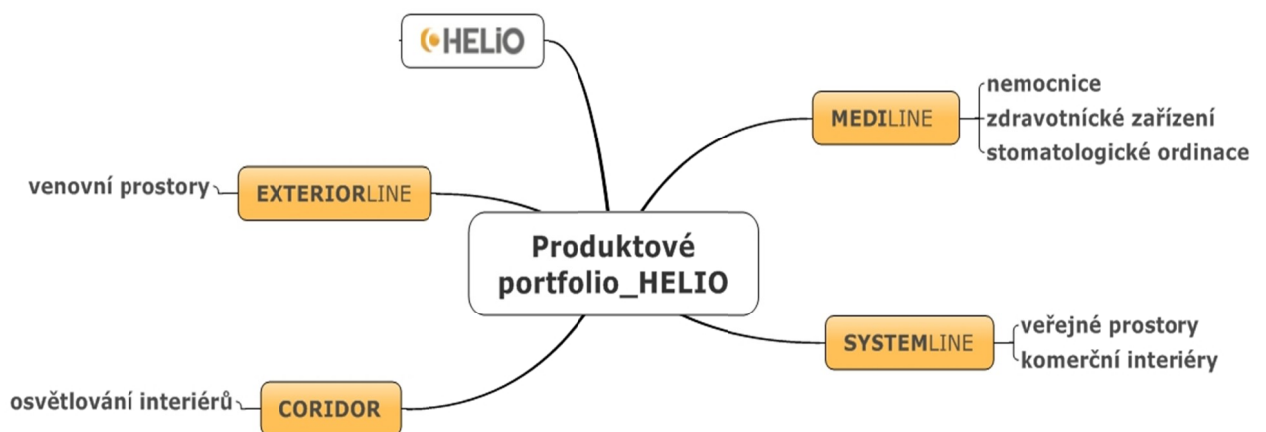 HELiO
MEDILINE
nemocnice
zdravotnícké zařízení
stomatologické ordinace
EXTERIORLINE
venovní prostory
Produktové
portfolio_HELIO
SYSTEMLINE
veřejné prostory
komerční interiéry
CORIDOR
osvětlování interiérů